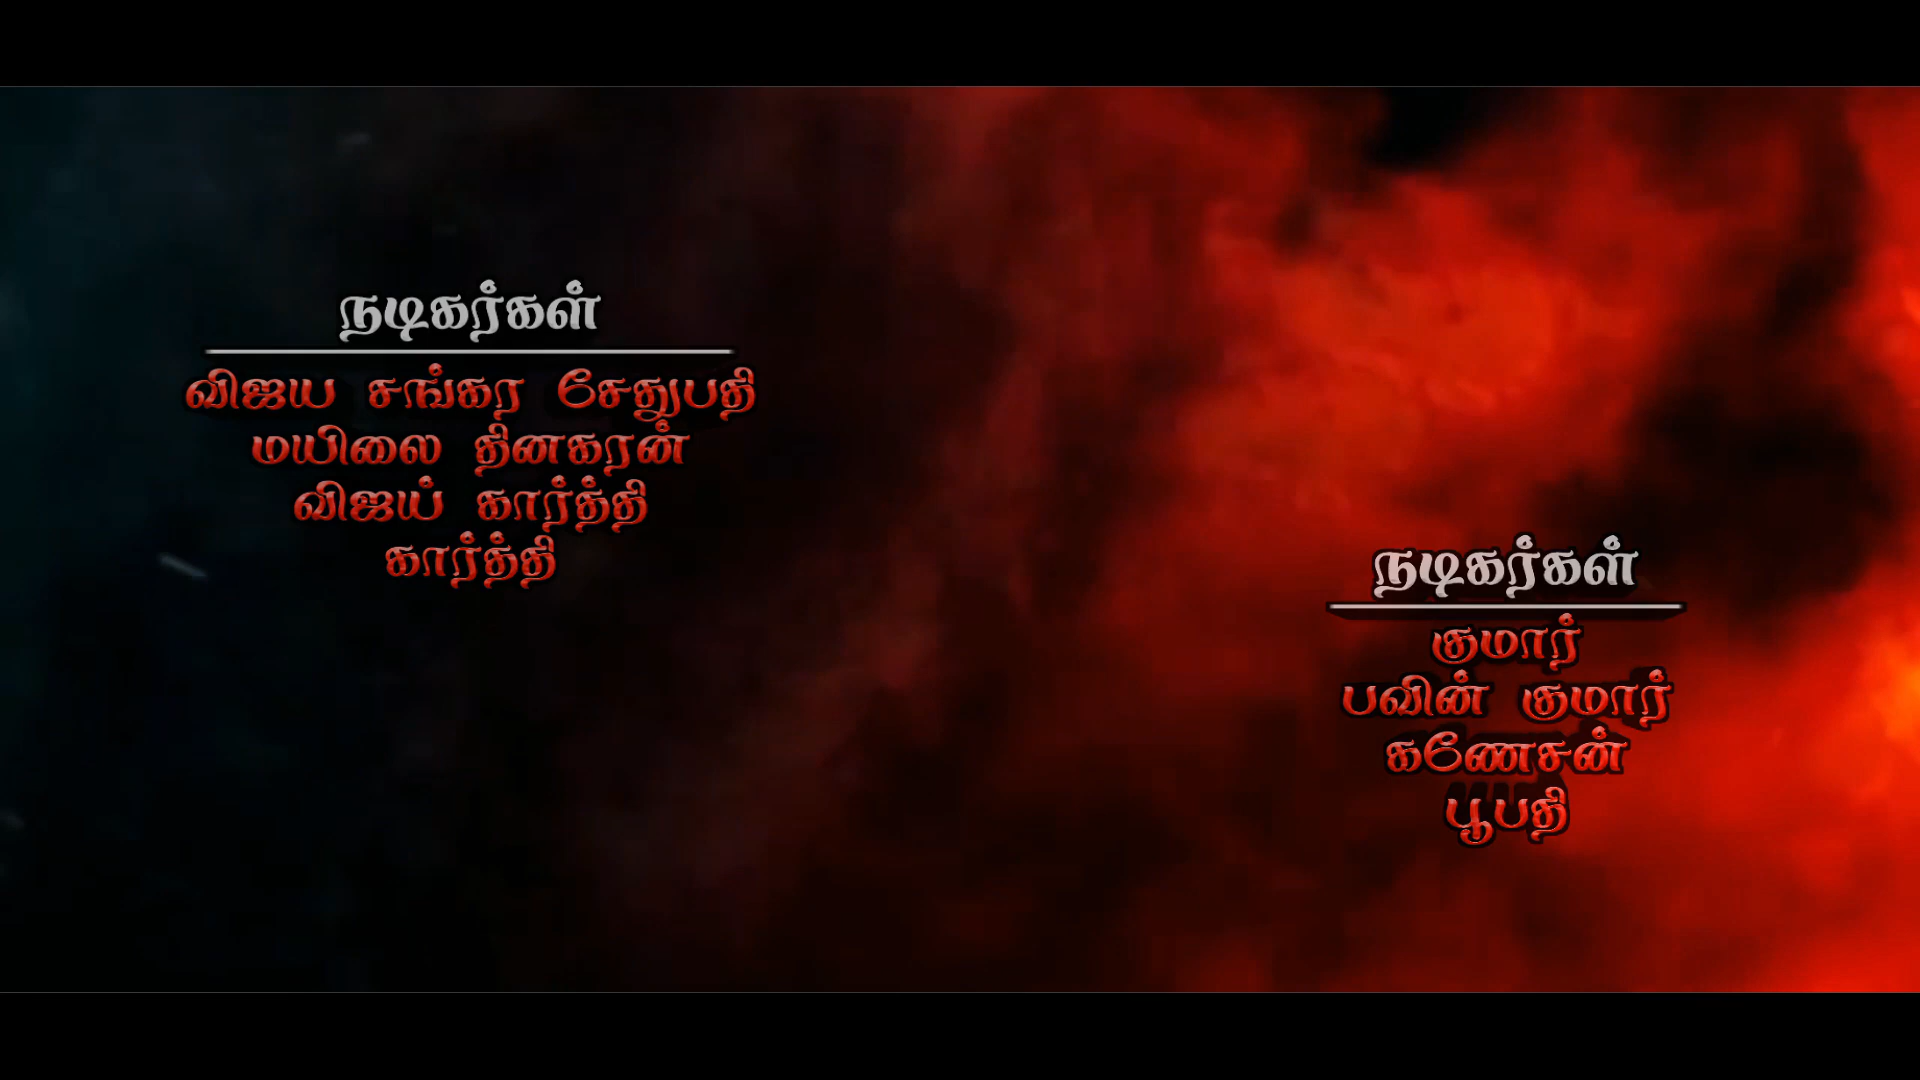 நடிகர்கள்
விஜய சங்கர சேதுபதி
மயிலை தினகரன்
விஜய் கார்த்தி
கார்த்தி
நடிகர்கள்
குமார்
பவின் குமார்
கணேசன்
பூபதி